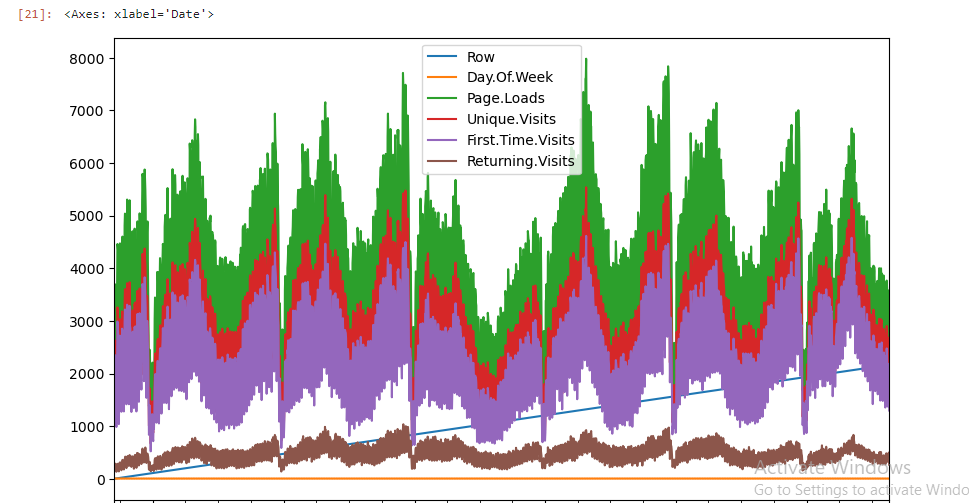 [21]: <Axes: xlabel='Date'>
8000
7000
6000
5000
4000
3000
2000
1000
0
Row
Day.Of.Week
Page.Loads
Unique.Visits
First.Time.Visits
Returning.Visits
Activate Windows
Go to Settings to activate Windo